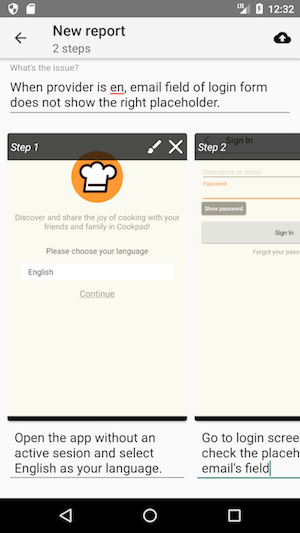 12:32
New report
2 steps
What's the issue?
When provider is en, email field of login form
does not show the right placeholder.
Step 1
Discover and share the joy of cooking with your
friends and family in Cookpad!
Please choose your language
English
Continue
Step 2
Sign In
Username or email
Password
Show password
Sign In
Forgot your pass
Open the app without an
active sesion and select
English as your language.
Go to login scree
check the placeh
email's field